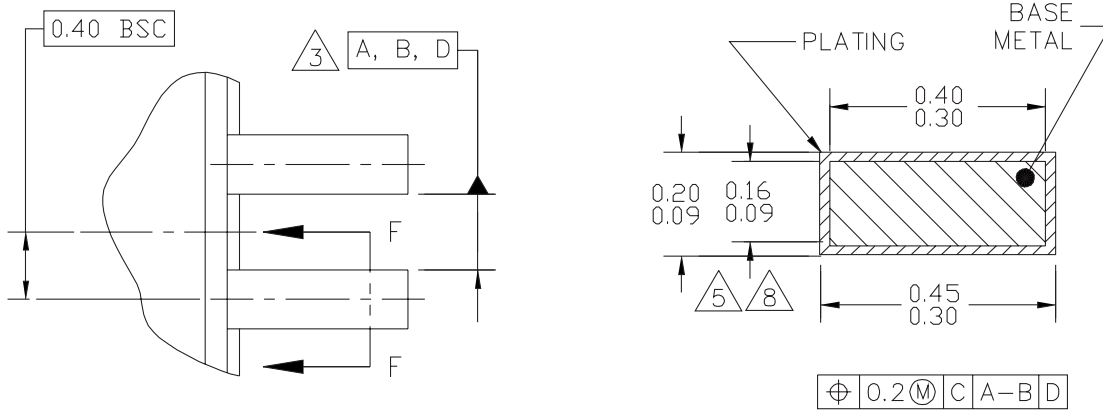 0.40 BSC
3
A, B, D
F
F
PLATING
BASE
METAL
0.40
0.30
0.20
0.09
0.16
0.09
5
8
0.45
0.30
⌖ 0.2 Ⓜ C A-B D